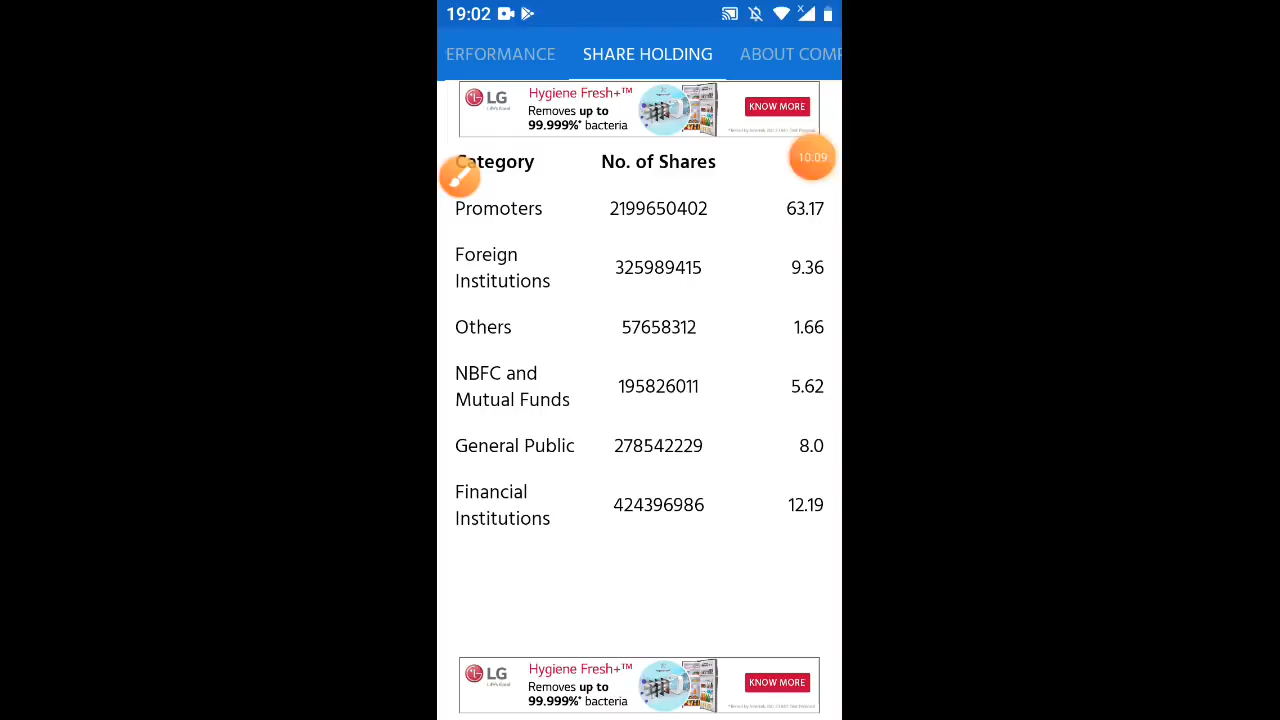 19:02
ERFORMANCE SHARE HOLDING ABOUT COMP
LG Hygiene Fresh+™
Removes up to
99.999%* bacteria
KNOW MORE
Category No. of Shares
10:09
Promoters 2199650402 63.17
Foreign
Institutions 325989415 9.36
Others 57658312 1.66
NBFC and
Mutual Funds 195826011 5.62
General Public 278542229 8.0
Financial
Institutions 424396986 12.19
LG Hygiene Fresh+™
Removes up to
99.999%* bacteria
KNOW MORE